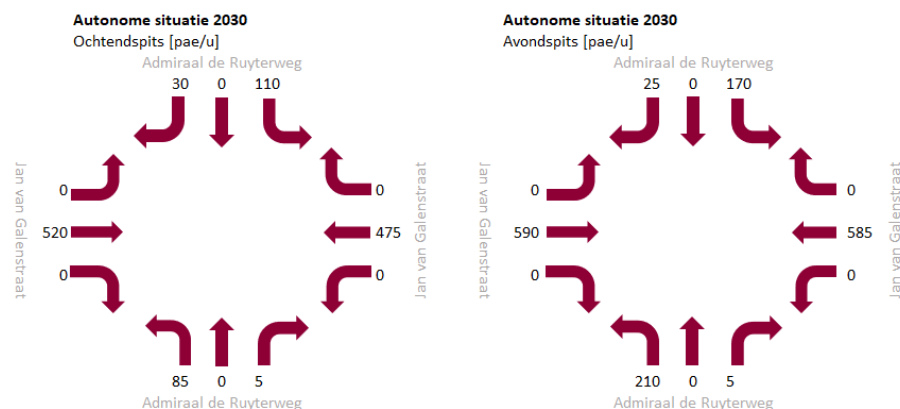 Autonome situatie 2030
Ochtendspits [pae/u]
Admiraal de Ruyterweg
30 0 110
Jan van Galenstraat
0
520
0
0
475
0
Jan van Galenstraat
85 0 5
Admiraal de Ruyterweg
Autonome situatie 2030
Avondspits [pae/u]
Admiraal de Ruyterweg
25 0 170
Jan van Galenstraat
0
590
0
0
585
0
Jan van Galenstraat
210 0 5
Admiraal de Ruyterweg